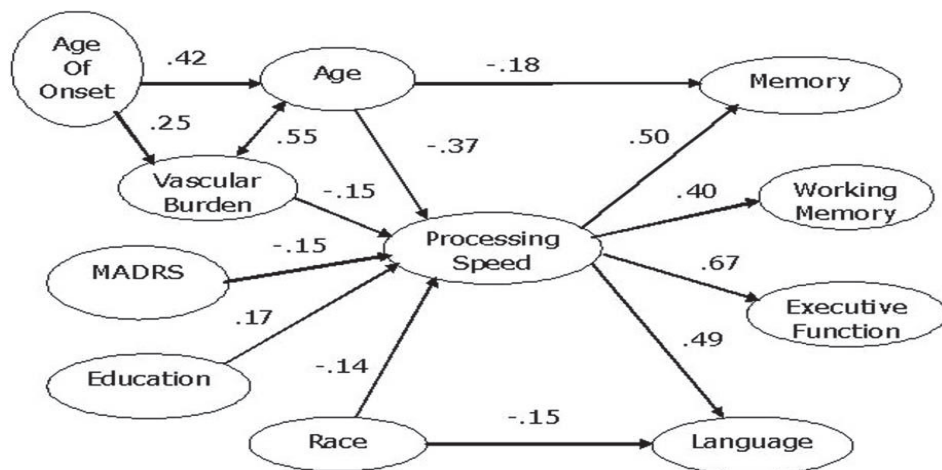 Age
Of
Onset
.42
Age
-.18
Memory
.25
.55
-.37
.50
Vascular
Burden
-.15
.40
Working
Memory
Processing
Speed
-.15
MADRS
.67
Executive
Function
.17
.49
Education
-.14
-.15
Race
Language